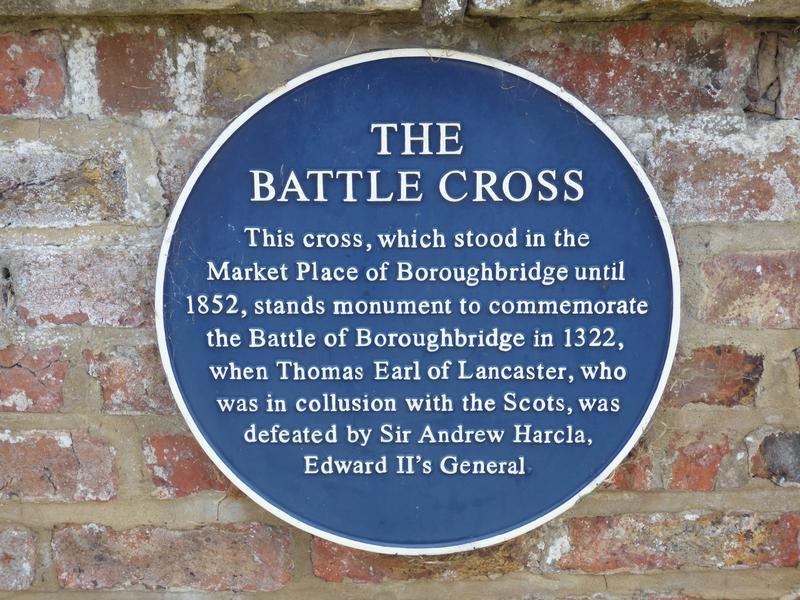 THE
BATTLE CROSS
This cross, which stood in the
Market Place of Boroughbridge until
1852, stands monument to commemorate
the Battle of Boroughbridge in 1322,
when Thomas Earl of Lancaster, who
was in collusion with the Scots, was
defeated by Sir Andrew Harcla,
Edward II's General